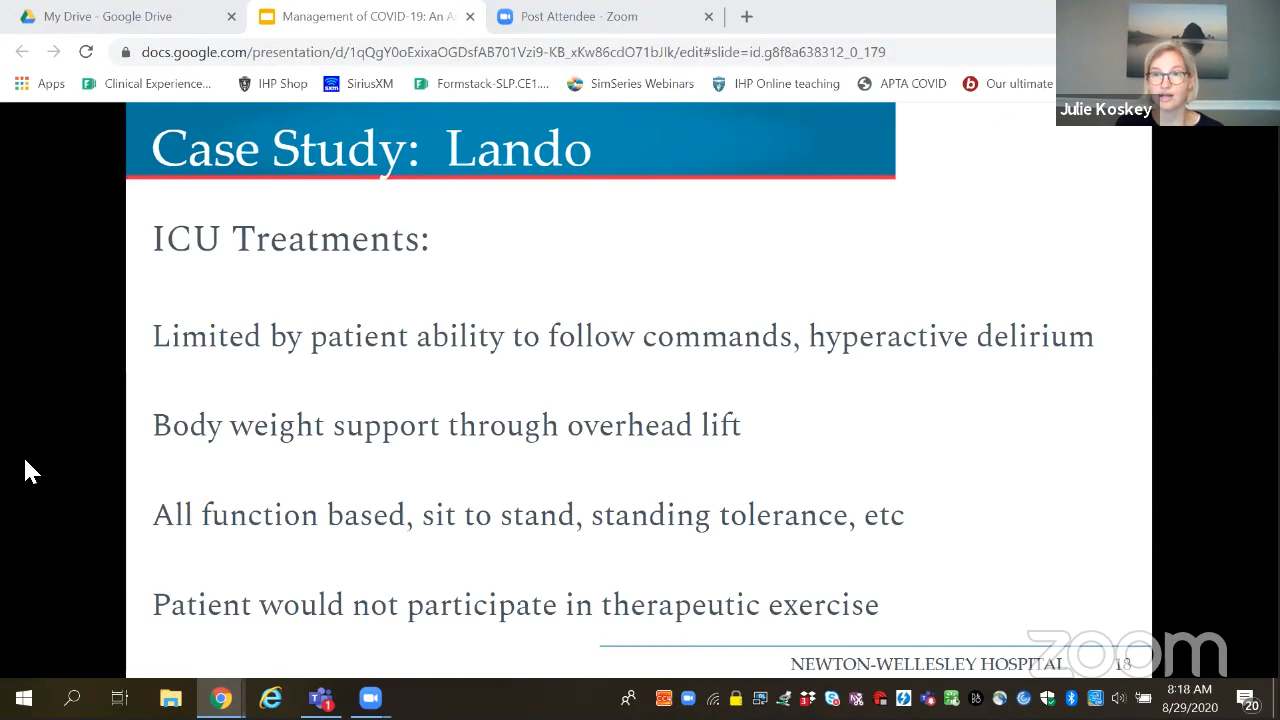 My Drive - Google Drive
Management of COVID-19: An A
Post Attendee - Zoom
docs.google.com/presentation/d/1qQgY0oExixaOGDsfAB701Vzi9-KB_xKw86cdO71bJIk/edit#slide=id.g8f8a638312_0_179
Apps
Clinical Experience...
IHP Shop
SiriusXM
Formstack-SLP.CE1....
SimSeries Webinars
IHP Online teaching
APTA COVID
Our ultimate
Julie Koskey
Case Study: Lando
ICU Treatments:
Limited by patient ability to follow commands, hyperactive delirium
Body weight support through overhead lift
All function based, sit to stand, standing tolerance, etc
Patient would not participate in therapeutic exercise
NEWTON-WELLESLEY HOSPITAL
zoom
8:18 AM
8/29/2020
20